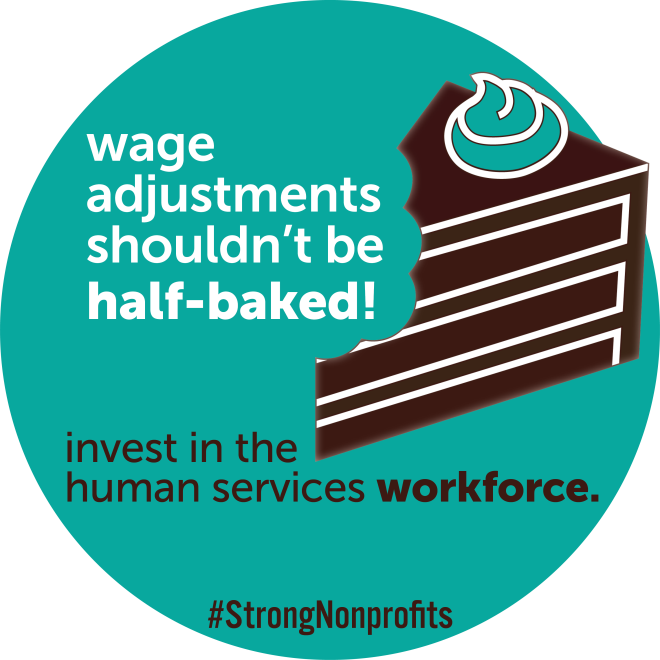 wage
adjustments
shouldn't be
half-baked!
invest in the
human services workforce.
#StrongNonprofits